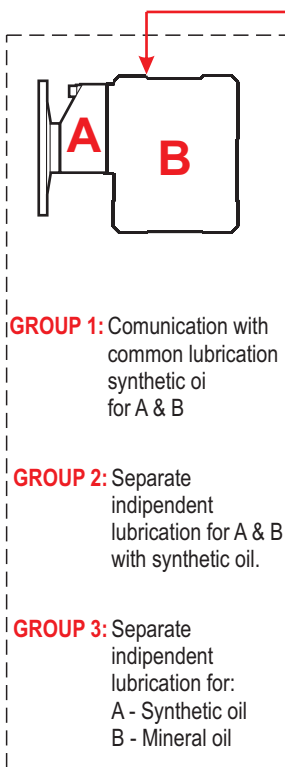 A
B
GROUP 1: Comunication with
common lubrication
synthetic oi
for A & B
GROUP 2: Separate
indipendent
lubrication for A & B
with synthetic oil.
GROUP 3: Separate
indipendent
lubrication for:
A - Synthetic oil
B - Mineral oil